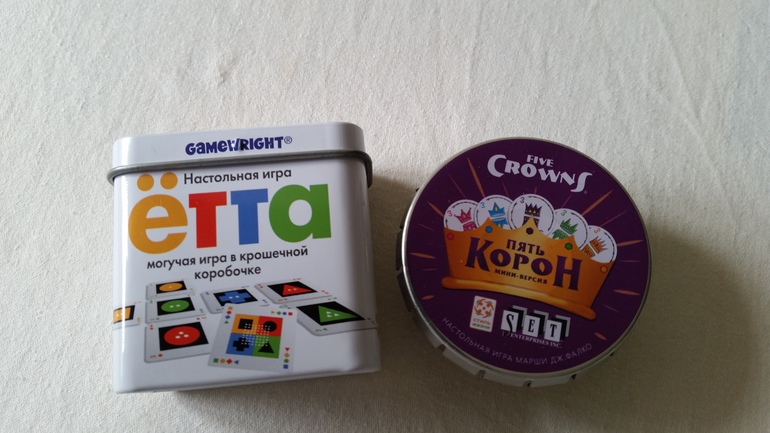 GAMEWRIGHT®
Настольная игра
ётта
могучая игра в крошечной
коробочке
FIVE
CROWNS
ПЯТЬ
КОРОН
МИНИ-ВЕРСИЯ
SET
ENTERPRISES INC.
НАСТОЛЬНАЯ ИГРА МАРШИ ДЖ. ФАЛКО